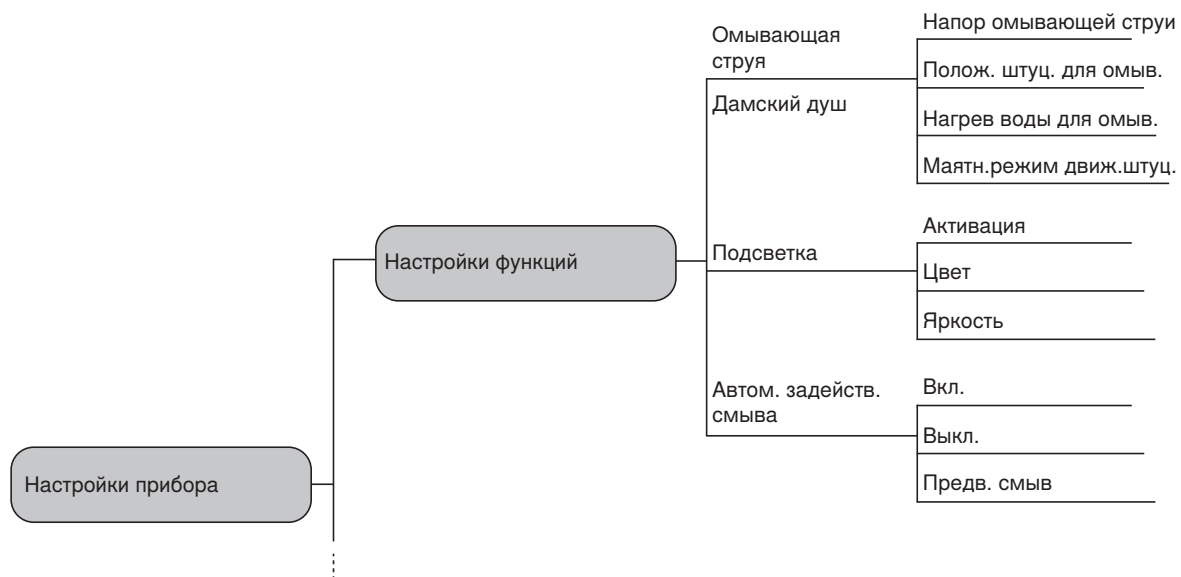 Напор омывающей струи
Омывающая
струя
Полож. штуц. для омыв.
Дамский душ
Нагрев воды для омыв.
Маятн.режим движ.штуц.
Активация
Подсветка
Настройки функций
Цвет
Яркость
Автом. задейств.
смыва
Вкл.
Выкл.
Настройки прибора
Предв. смыв